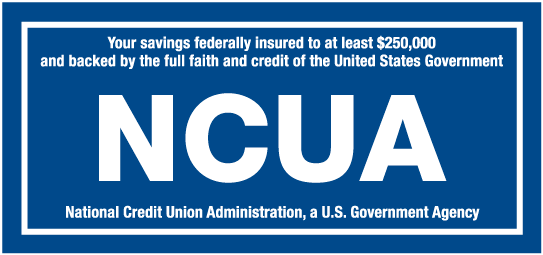 Your savings federally insured to at least $250,000
and backed by the full faith and credit of the United States Government
NCUA
National Credit Union Administration, a U.S. Government Agency